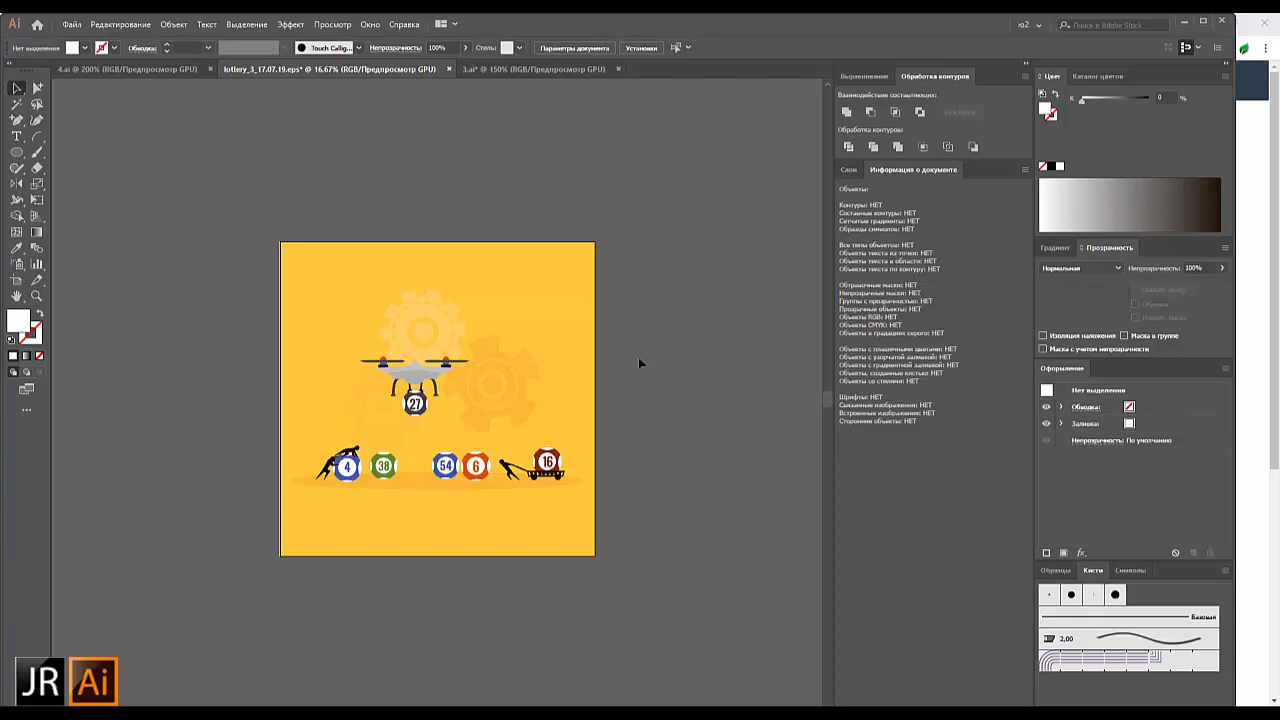 Ai Файл Редактирование Объект Текст Выделение Эффект Просмотр Окно Справка
Поиск в Adobe Stock
Нет выделения Обводка: Touch Callig... Непрозрачность: 100% Стили: Параметры документа Установки
4.ai @ 200% (RGB/Предпросмотр GPU) × lottery_3_17.07.19.eps* @ 16,67% (RGB/Предпросмотр GPU) × 3.ai* @ 150% (RGB/Предпросмотр GPU) ×
Выравнивание Обработка контуров
Взаимодействие составляющих:
Обработка контуров:
Слои Информация о документе
Объекты:
Контуры: НЕТ
Составные контуры: НЕТ
Сетчатые градиенты: НЕТ
Образцы символов: НЕТ
Все типы объектов: НЕТ
Объекты текста из точки: НЕТ
Объекты текста в области: НЕТ
Объекты текста по контуру: НЕТ
Обтравочные маски: НЕТ
Непрозрачные маски: НЕТ
Группы с прозрачностью: НЕТ
Прозрачные объекты: НЕТ
Объекты RGB: НЕТ
Объекты CMYK: НЕТ
Объекты в градациях серого: НЕТ
Объекты с плашечными цветами: НЕТ
Объекты с узорчатой заливкой: НЕТ
Объекты с градиентной заливкой: НЕТ
Объекты, созданные кистью: НЕТ
Объекты со стилями: НЕТ
Шрифты: НЕТ
Связанные изображения: НЕТ
Встроенные изображения: НЕТ
Сторонние объекты: НЕТ
Цвет Каталог цветов
K 0 %
Градиент Прозрачность
Нормальная Непрозрачность: 100%
Изоляция наложения Маска о группе
Маска с учетом непрозрачности
Оформление
Нет выделения
Обводка:
Заливка:
Непрозрачность: По умолчанию
fx
Образцы Кисти Символы
Базовая
2,00
27
4 38 54 6 16
JR Ai